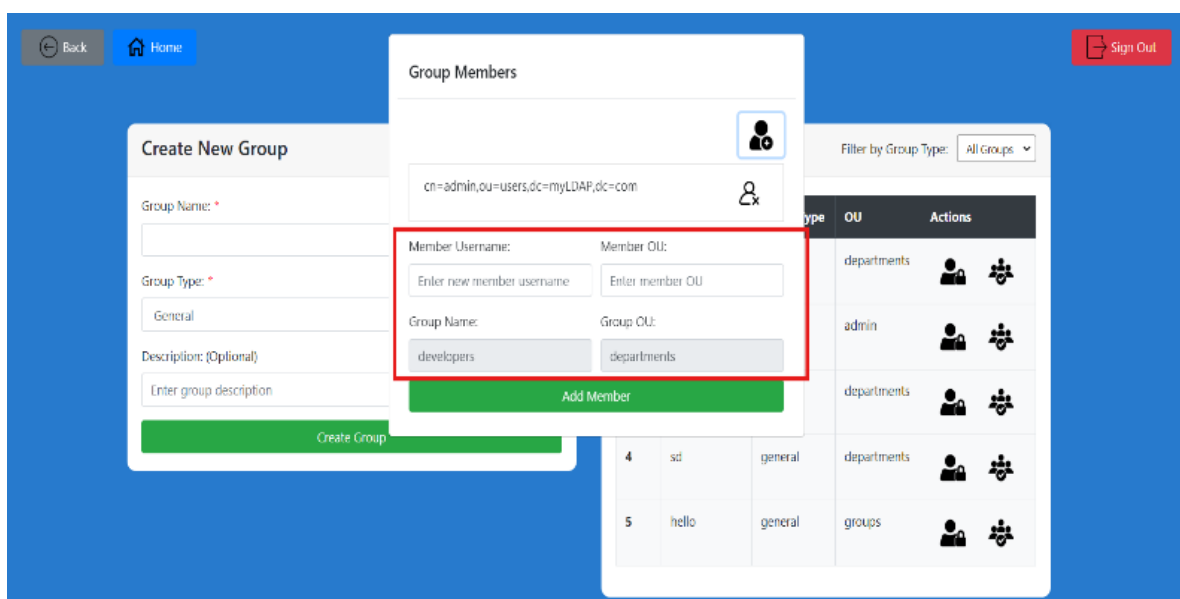 Back
Home
Sign Out
Group Members
cn=admin,ou=users,dc=myLDAP,dc=com
Member Username:
Member OU:
Enter new member username
Enter member OU
Group Name:
Group OU:
developers
departments
Add Member
Create New Group
Group Name: *
Group Type: *
General
Description: (Optional)
Enter group description
Create Group
Filter by Group Type:
All Groups
ype OU Actions
departments
admin
departments
4 sd general departments
5 hello general groups